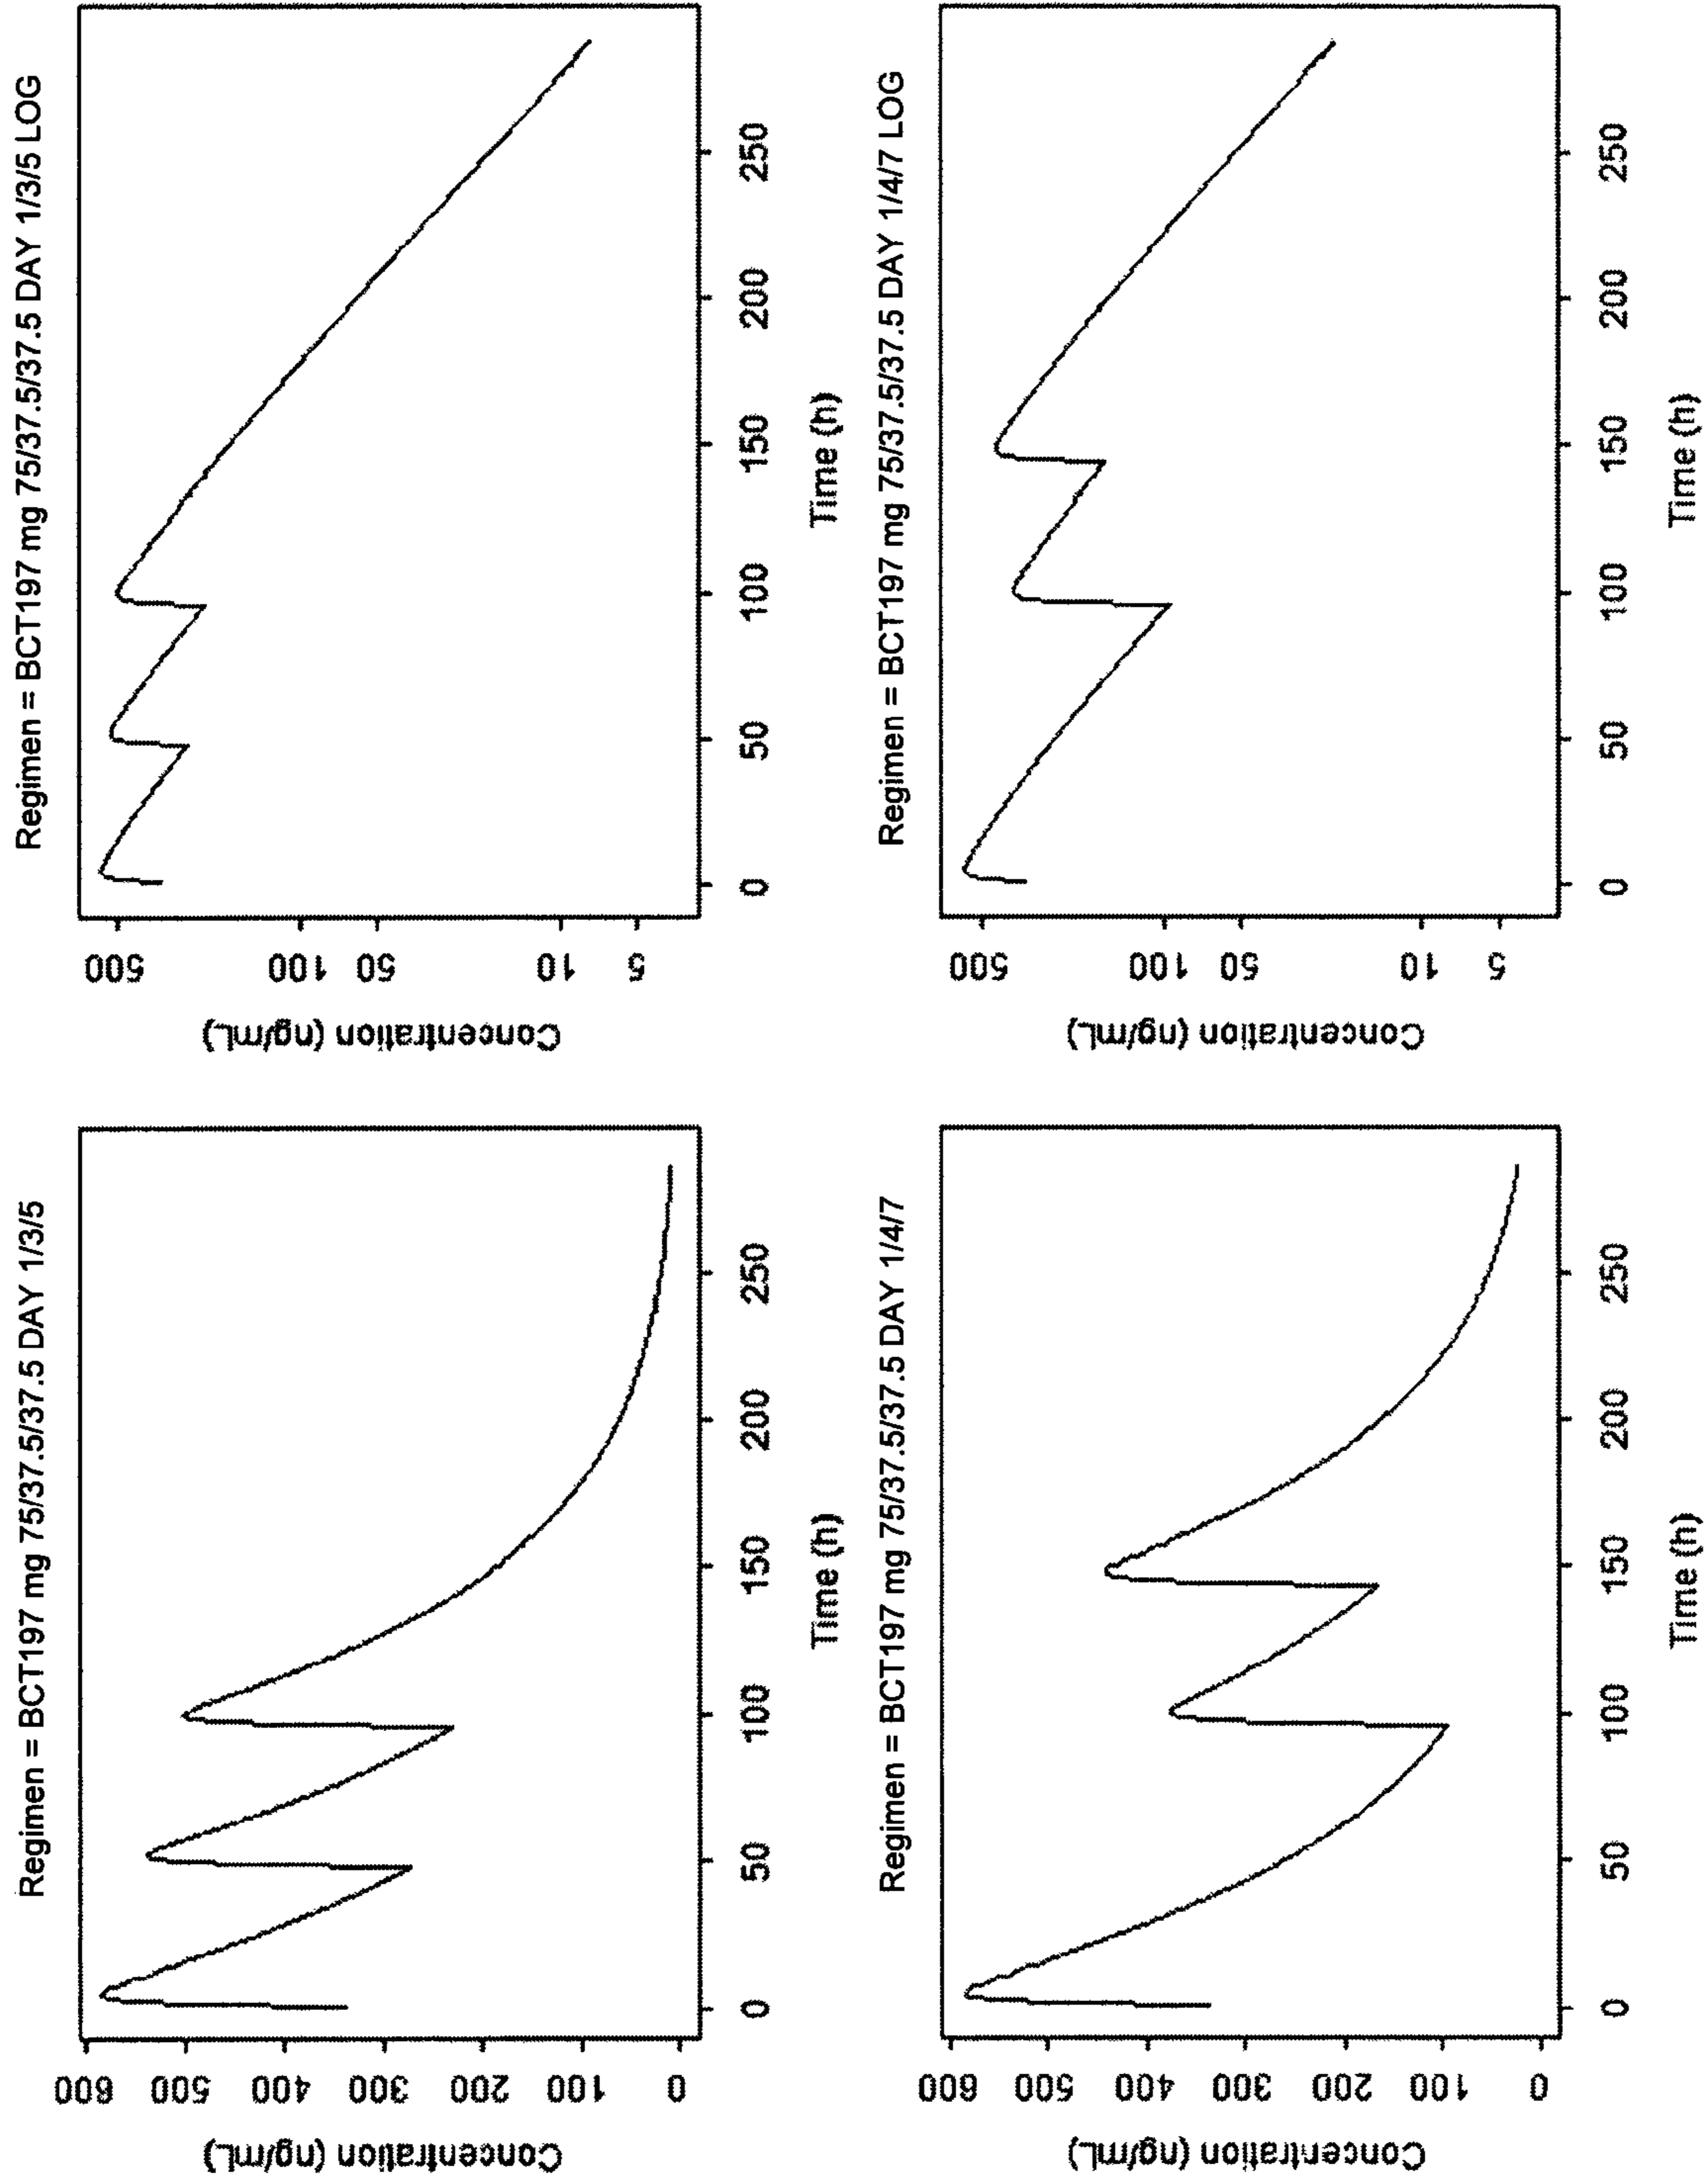 Regimen = BCT197 mg 75/37.5/37.5 DAY 1/3/5
Concentration (ng/mL)
600 500 400 300 200 100 0
0 50 100 150 200 250
Time (h)
Regimen = BCT197 mg 75/37.5/37.5 DAY 1/3/5 LOG
Concentration (ng/mL)
500 100 50 10 5
0 50 100 150 200 250
Time (h)
Regimen = BCT197 mg 75/37.5/37.5 DAY 1/4/7
Concentration (ng/mL)
600 500 400 300 200 100 0
0 50 100 150 200 250
Time (h)
Regimen = BCT197 mg 75/37.5/37.5 DAY 1/4/7 LOG
Concentration (ng/mL)
500 100 50 10 5
0 50 100 150 200 250
Time (h)